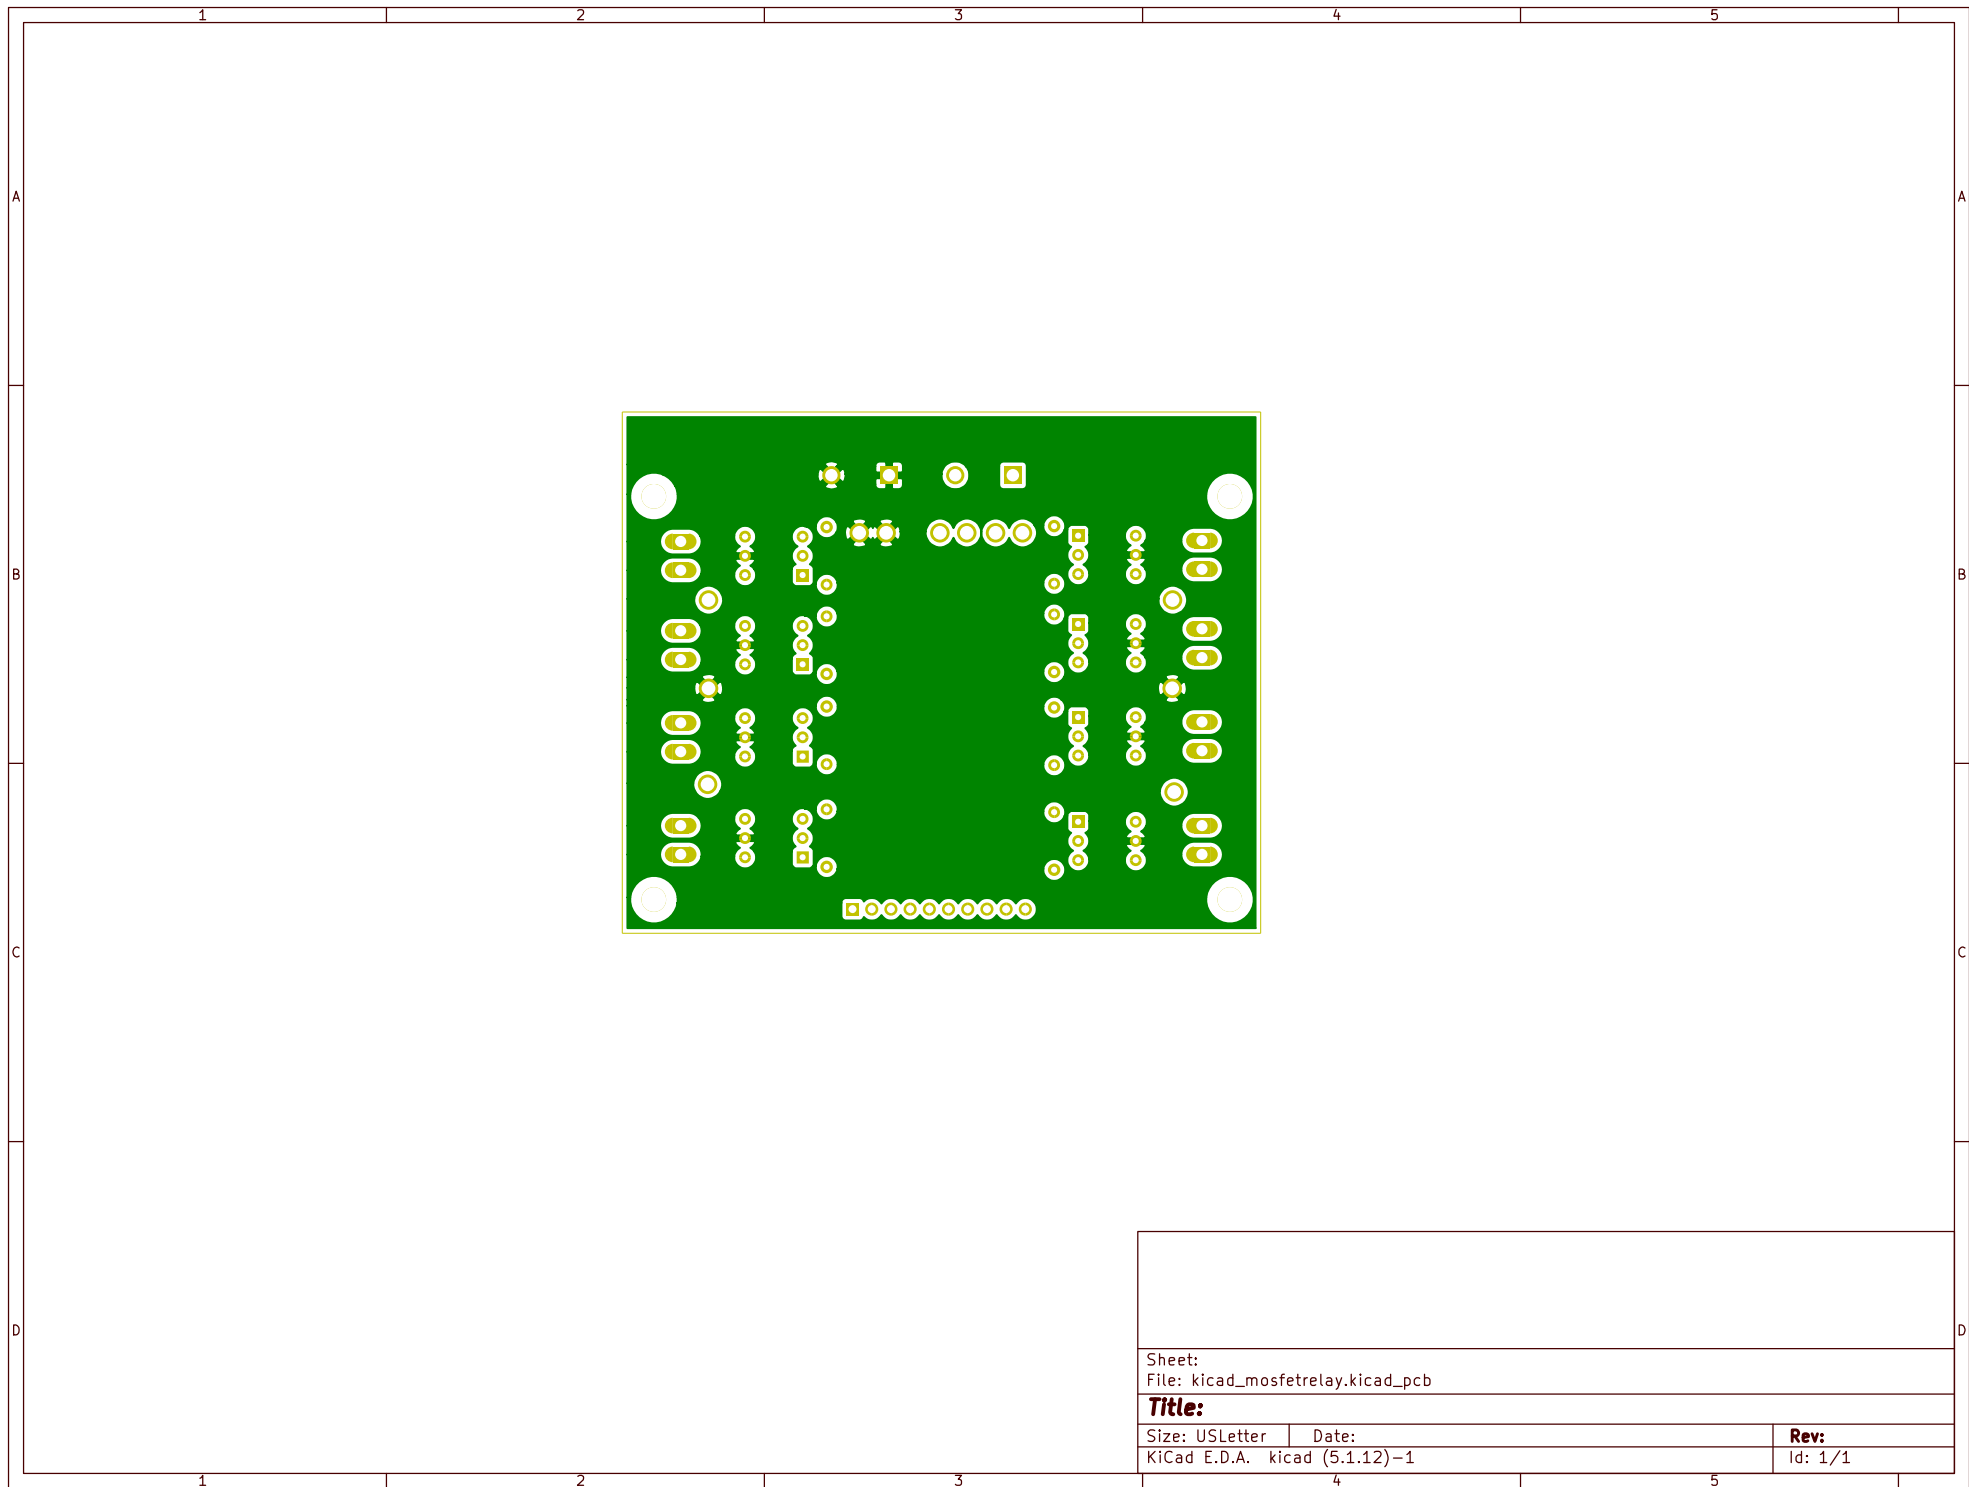 1 2 3 4 5
A A
B B
C C
D D
Sheet:
File: kicad_mosfetrelay.kicad_pcb
Title:
Size: USLetter Date: Rev:
KiCad E.D.A. kicad (5.1.12)-1 Id: 1/1
1 2 3 4 5